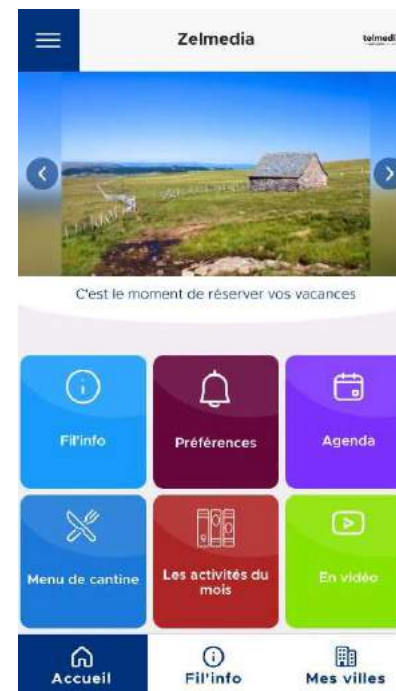 Zelmedia
telmedi
C'est le moment de réserver vos vacances
Fil'info
Préférences
Agenda
Menu de cantine
Les activités du
mois
En vidéo
Accueil
Fil'info
Mes villes